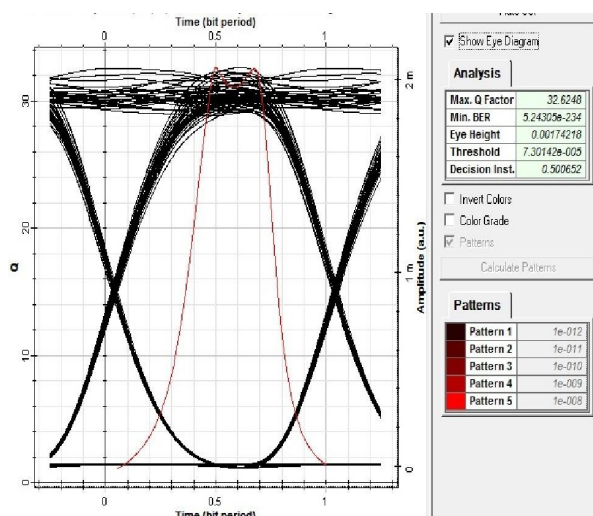 Time (bit period)
0
0.5
1
Show Eye Diagram
Analysis
Max. Q Factor 32.6248
Min. BER 5.24305e-234
Eye Height 0.00174218
Threshold 7.30142e-005
Decision Inst. 0.500652
Invert Colors
Color Grade
Patterns
Calculate Patterns
Patterns
Pattern 1 1e-012
Pattern 2 1e-011
Pattern 3 1e-010
Pattern 4 1e-009
Pattern 5 1e-008
Q
30
20
10
0
Amplitude (a.u.)
2 m
1 m
0
0
0.5
1
Time (bit period)